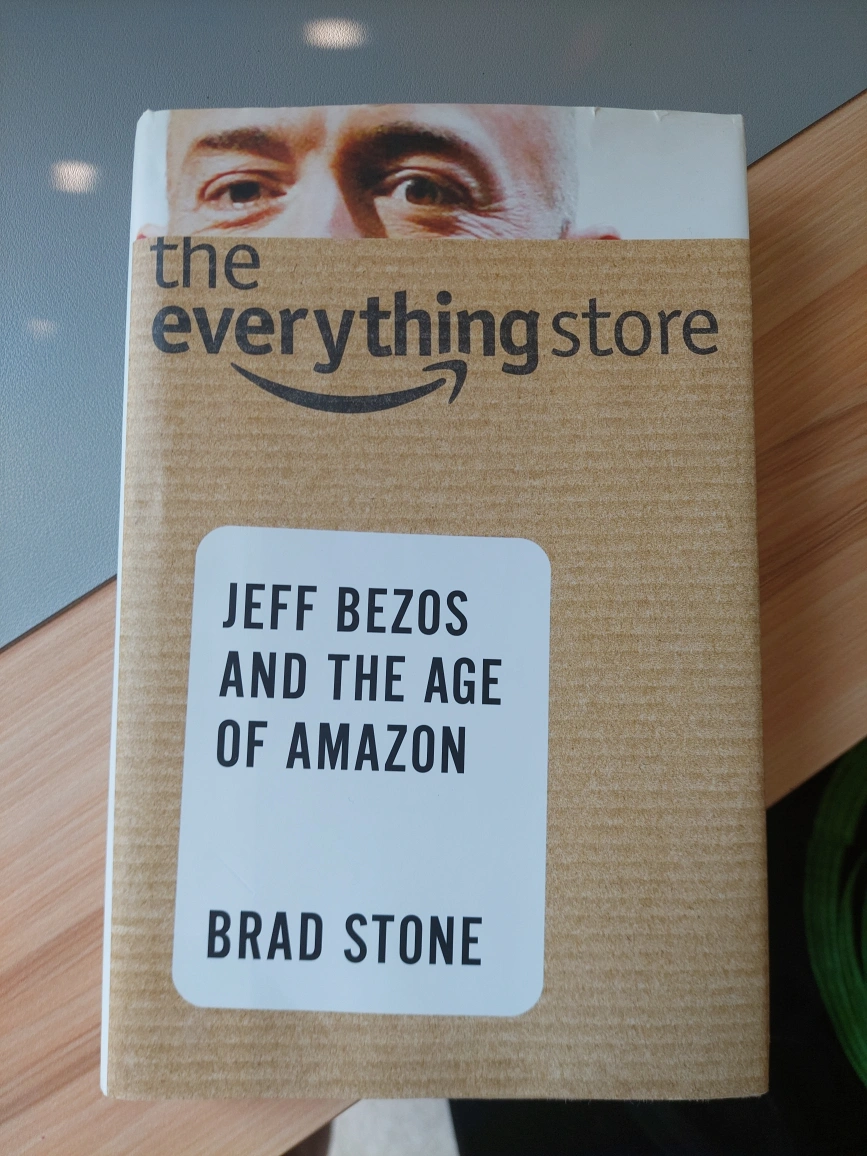 the
everything store
JEFF BEZOS
AND THE AGE
OF AMAZON
BRAD STONE